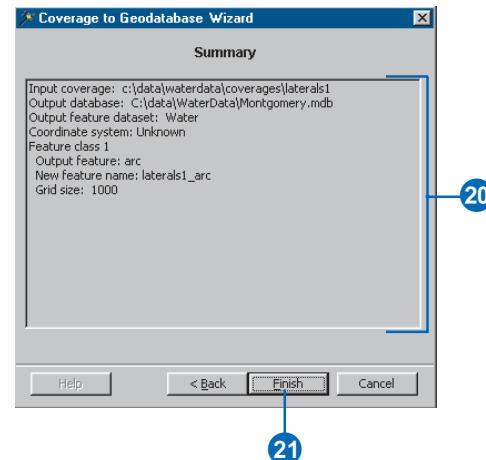 Coverage to Geodatabase Wizard
Summary
Input coverage: c:\data\waterdata\coverages\laterals1
Output database: C:\data\WaterData\Montgomery.mdb
Output feature dataset: Water
Coordinate system: Unknown
Feature class 1
Output feature: arc
New feature name: laterals1_arc
Grid size: 1000
20
Help
< Back
Finish
Cancel
21